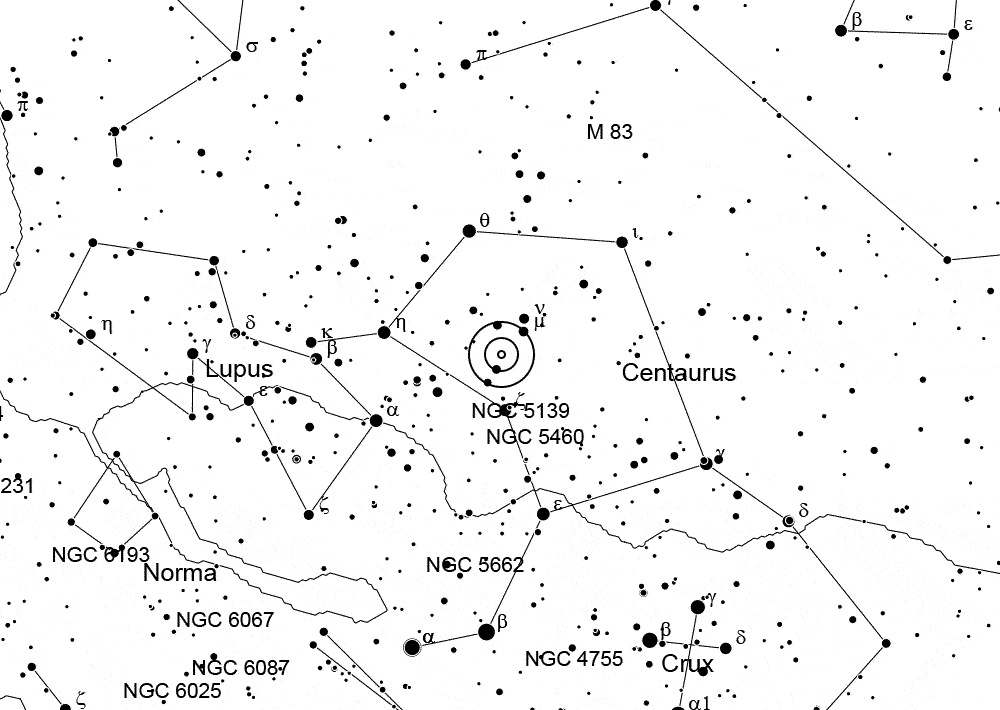 β
ε
σ
π
π
M 83
θ
ι
ν
μ
η
δ
κ
η
γ
β
Lupus
Centaurus
ε
ζ
α
NGC 5139
NGC 5460
γ
231
ζ
ε
δ
NGC 6193
NGC 5662
Norma
γ
NGC 6067
α
β
β
δ
NGC 4755
Crux
NGC 6087
NGC 6025
ζ
α1